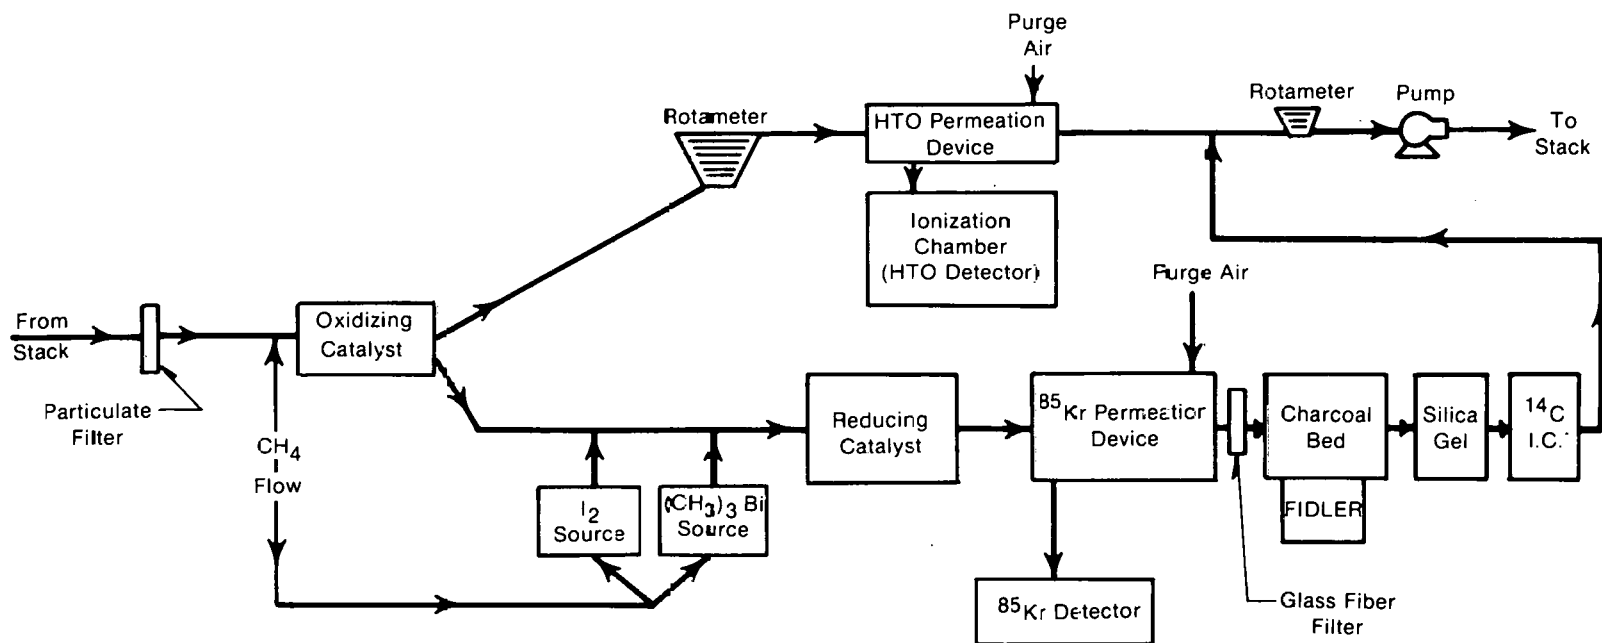 Purge
Air
Rotameter
HTO Permeation
Device
Rotameter
Pump
To
Stack
Ionization
Chamber
(HTO Detector)
Purge Air
From
Stack
Oxidizing
Catalyst
Particulate
Filter
CH4
Flow
I2
Source
(CH3)3 Bi
Source
Reducing
Catalyst
85Kr Permeation
Device
Charcoal
Bed
Silica
Gel
14C
I.C.
FIDLER
85Kr Detector
Glass Fiber
Filter